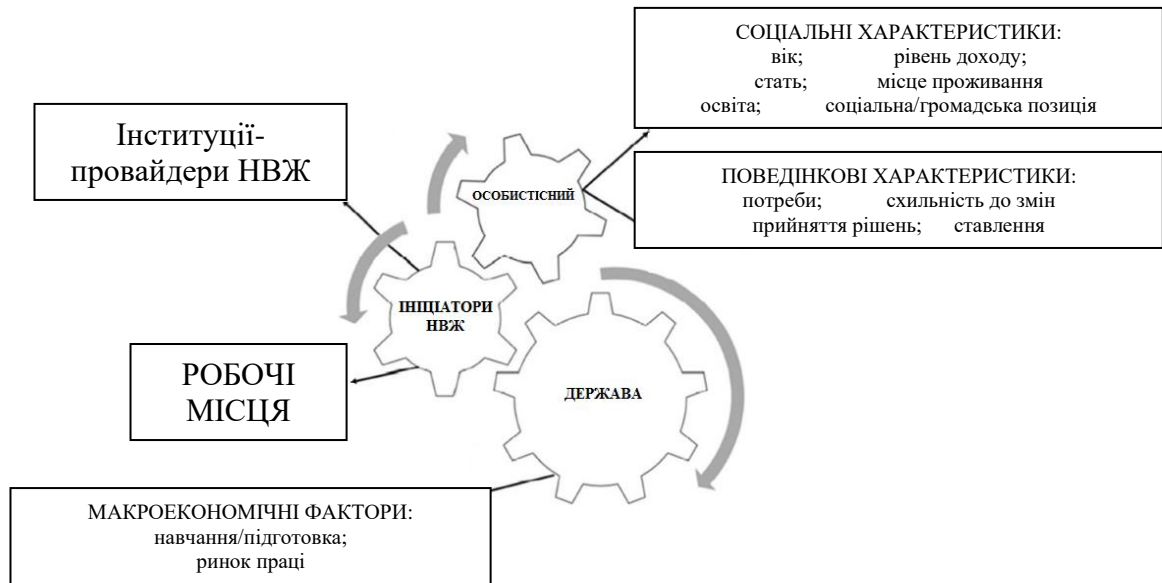 СОЦІАЛЬНІ ХАРАКТЕРИСТИКИ:
вік; рівень доходу;
стать; місце проживання
освіта; соціальна/громадська позиція
Інституції-
провайдери НВЖ
ОСОБИСТІСНИЙ
ПОВЕДІНКОВІ ХАРАКТЕРИСТИКИ:
потреби; схильність до змін
прийняття рішень; ставлення
ІНІЦІАТОРИ
НВЖ
РОБОЧІ
МІСЦЯ
ДЕРЖАВА
МАКРОЕКОНОМІЧНІ ФАКТОРИ:
навчання/підготовка;
ринок праці